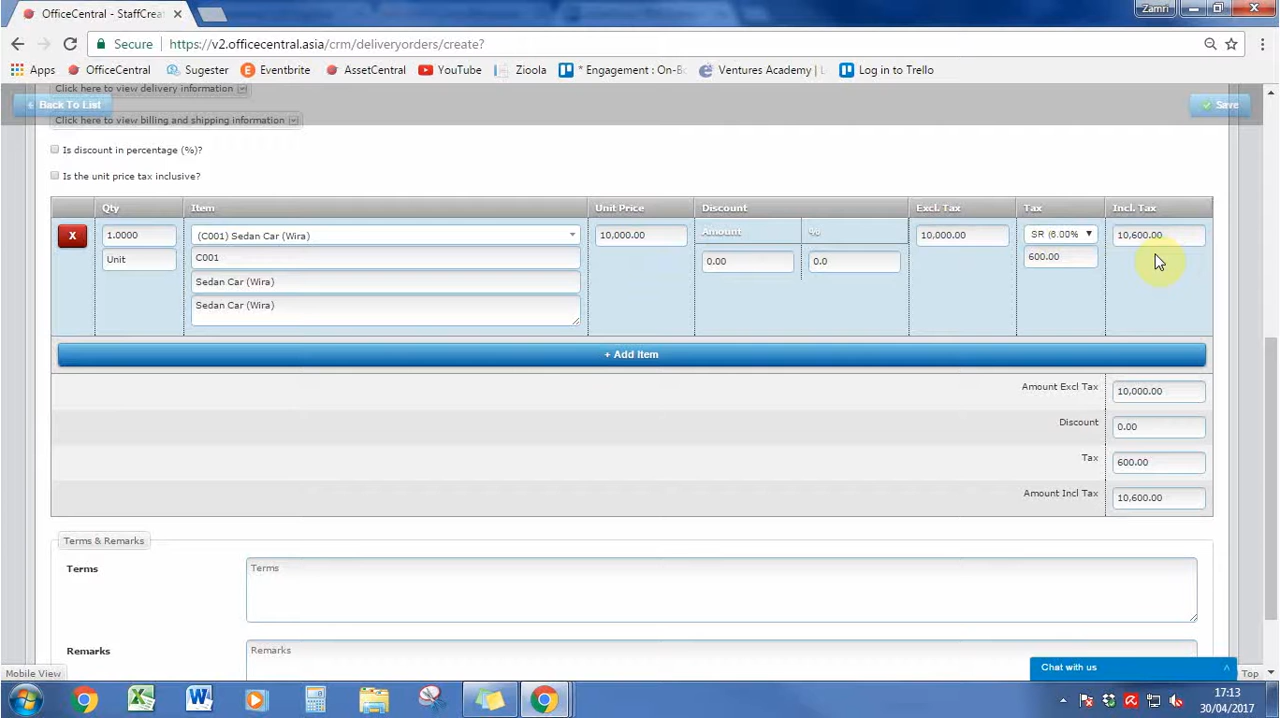 OfficeCentral - StaffCrea
Zamri
Secure https://v2.officecentral.asia/crm/deliveryorders/create?
Apps OfficeCentral Sugester Eventbrite AssetCentral YouTube Zioola * Engagement : On-Bo Ventures Academy | L Log in to Trello
Click here to view delivery information
Back To List Save
Click here to view billing and shipping information
Is discount in percentage (%)?
Is the unit price tax inclusive?
Qty Item Unit Price Discount Excl. Tax Tax Incl. Tax
1.0000 (C001) Sedan Car (Wira) 10,000.00 Amount % 10,000.00 SR (6.00% 10,600.00
X
Unit C001 0.00 0.0 600.00
Sedan Car (Wira)
Sedan Car (Wira)
+ Add Item
Amount Excl Tax 10,000.00
Discount 0.00
Tax 600.00
Amount Incl Tax 10,600.00
Terms & Remarks
Terms Terms
Remarks Remarks
Mobile View Chat with us Top
17:13
30/04/2017